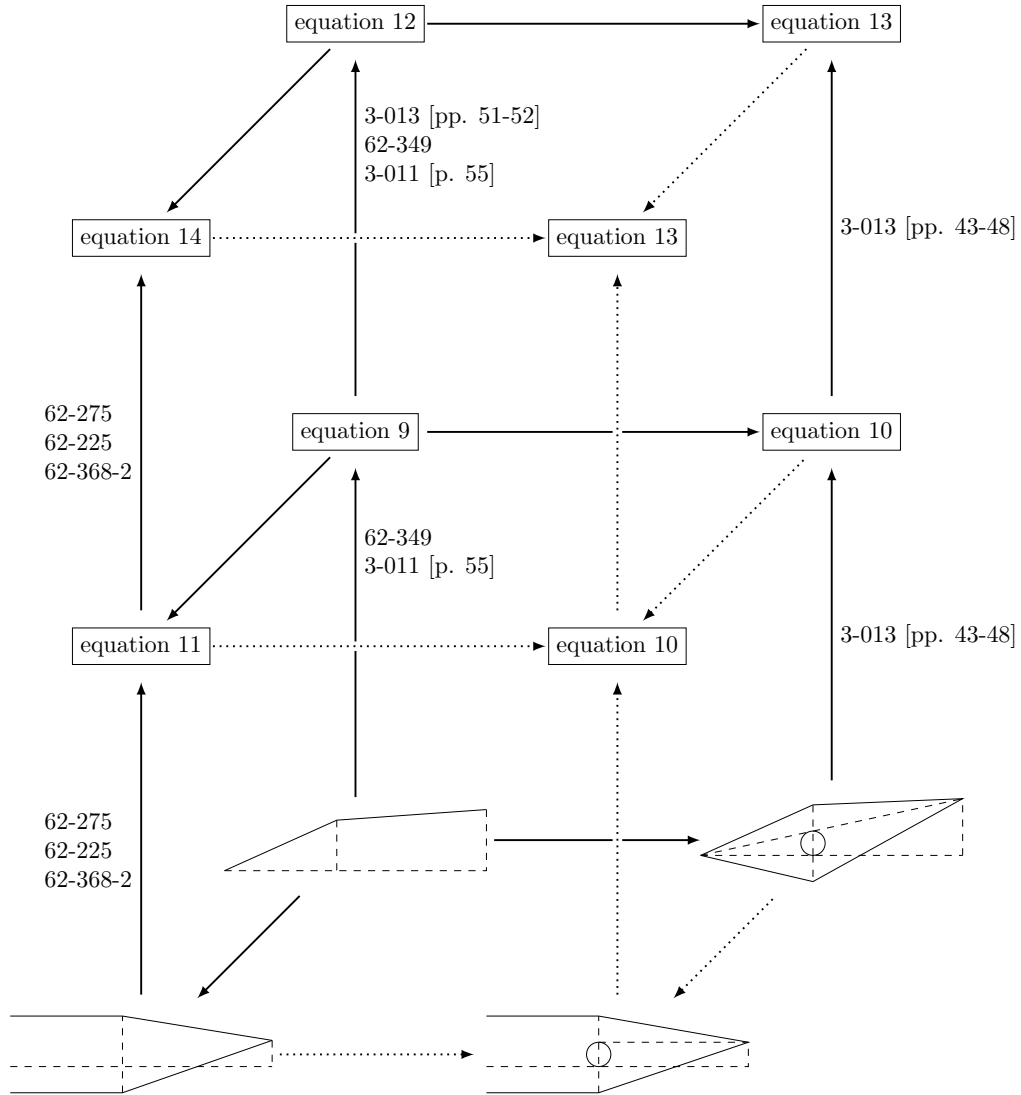 equation 12
equation 13
3-013 [pp. 51-52]
62-349
3-011 [p. 55]
equation 14
equation 13
3-013 [pp. 43-48]
62-275
62-225
62-368-2
equation 9
equation 10
62-349
3-011 [p. 55]
equation 11
equation 10
3-013 [pp. 43-48]
62-275
62-225
62-368-2